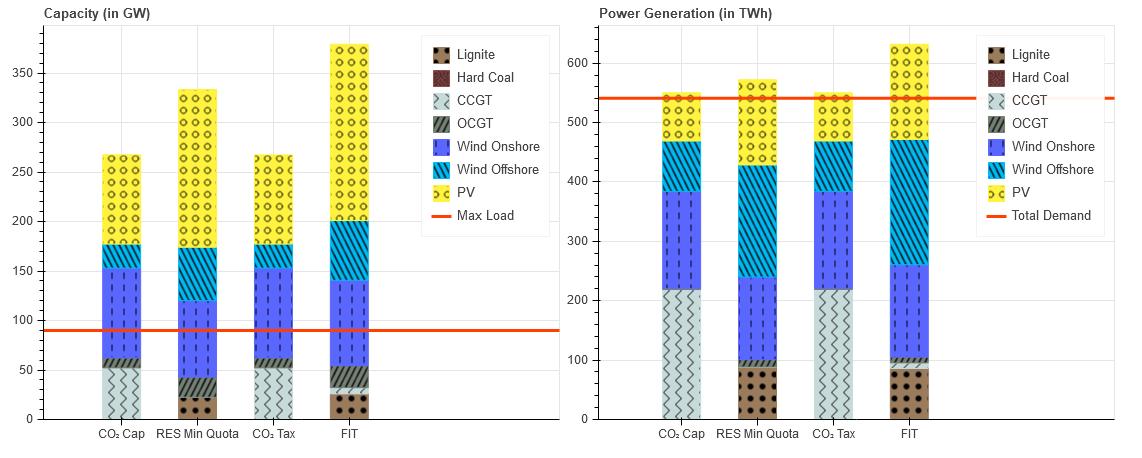 Capacity (in GW)
350
300
250
200
150
100
50
0
CO₂ Cap
RES Min Quota
CO₂ Tax
FIT
Lignite
Hard Coal
CCGT
OCGT
Wind Onshore
Wind Offshore
PV
Max Load
Power Generation (in TWh)
600
500
400
300
200
100
0
CO₂ Cap
RES Min Quota
CO₂ Tax
FIT
Lignite
Hard Coal
CCGT
OCGT
Wind Onshore
Wind Offshore
PV
Total Demand